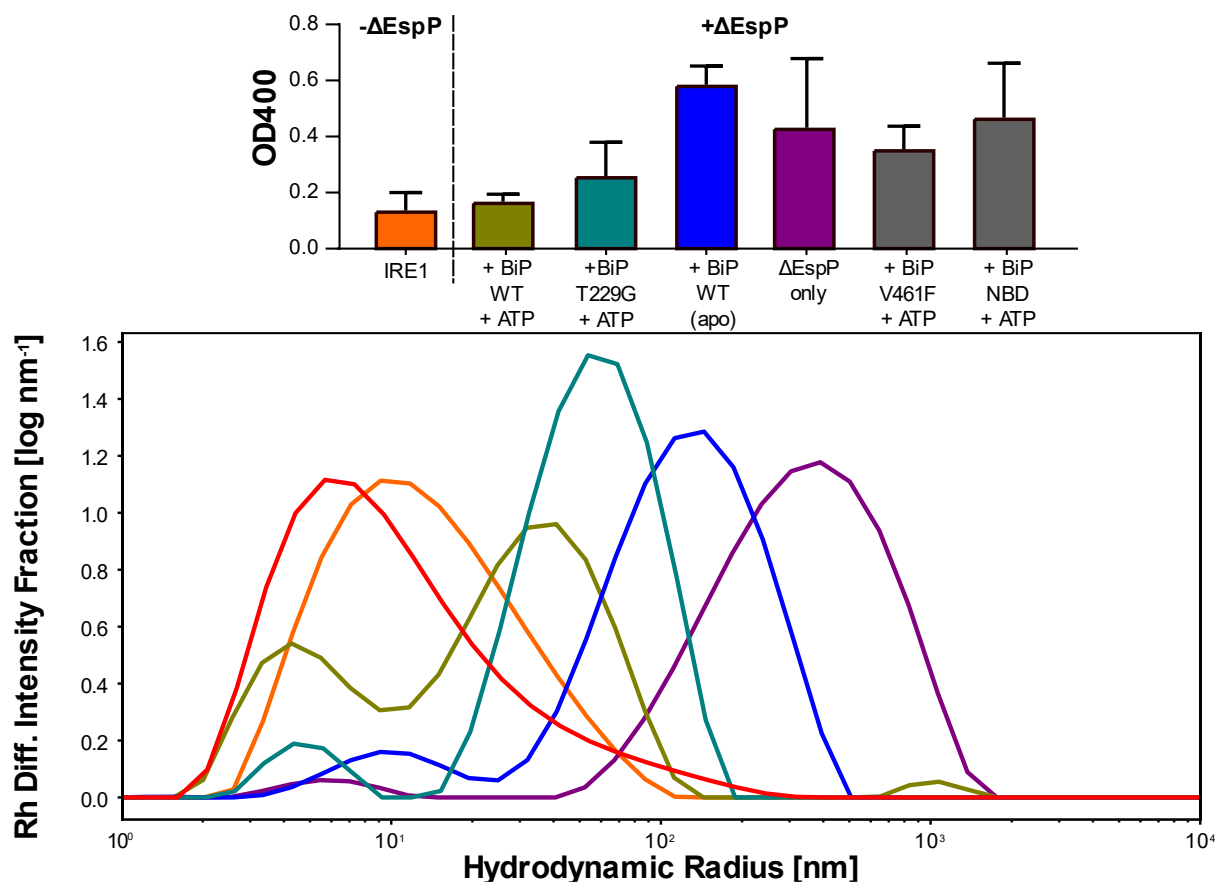 -ΔEspP +ΔEspP
OD400
0.8
0.6
0.4
0.2
0.0
IRE1
+ BiP
WT
+ ATP
+BiP
T229G
+ ATP
+ BiP
WT
(apo)
ΔEspP
only
+ BiP
V461F
+ ATP
+ BiP
NBD
+ ATP
Rh Diff. Intensity Fraction [log nm⁻¹]
1.6
1.4
1.2
1.0
0.8
0.6
0.4
0.2
0.0
10⁰ 10¹ 10² 10³ 10⁴
Hydrodynamic Radius [nm]